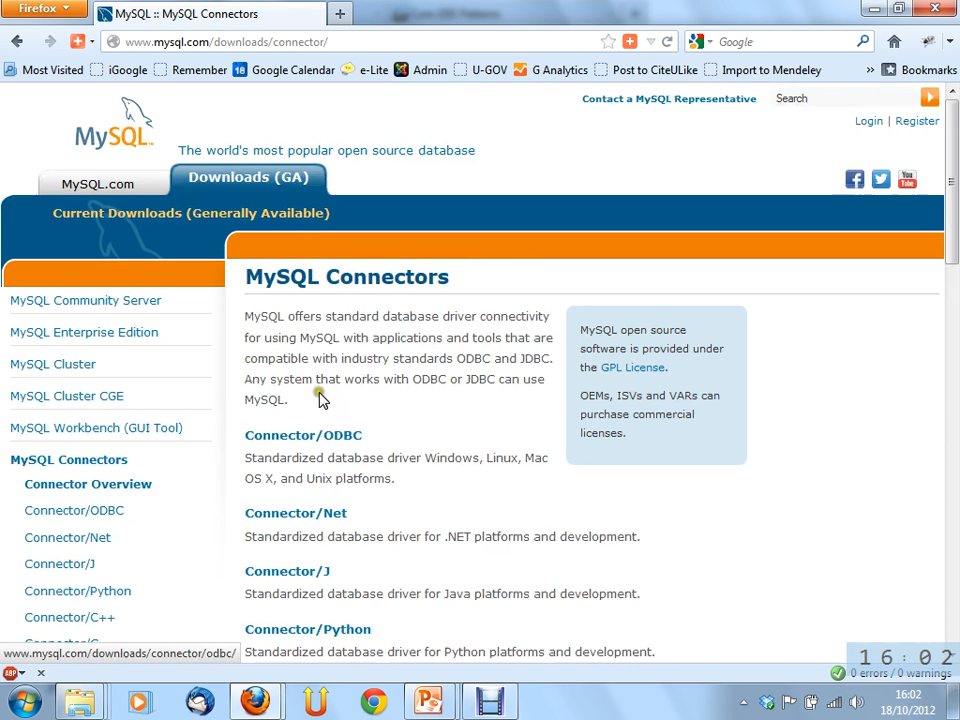 Firefox
MySQL :: MySQL Connectors
www.mysql.com/downloads/connector/
Google
Most Visited
iGoogle
Remember
18 Google Calendar
e-Lite
Admin
U-GOV
G Analytics
Post to CiteULike
Import to Mendeley
»
Bookmarks
Contact a MySQL Representative
Search
Login | Register
MySQL
The world's most popular open source database
MySQL.com
Downloads (GA)
You Tube
Current Downloads (Generally Available)
MySQL Community Server
MySQL Enterprise Edition
MySQL Cluster
MySQL Cluster CGE
MySQL Workbench (GUI Tool)
MySQL Connectors
Connector Overview
Connector/ODBC
Connector/Net
Connector/J
Connector/Python
Connector/C++
MySQL Connectors
MySQL offers standard database driver connectivity
for using MySQL with applications and tools that are
compatible with industry standards ODBC and JDBC.
Any system that works with ODBC or JDBC can use
MySQL.
MySQL open source
software is provided under
the GPL License.
OEMs, ISVs and VARs can
purchase commercial
licenses.
Connector/ODBC
Standardized database driver Windows, Linux, Mac
OS X, and Unix platforms.
Connector/Net
Standardized database driver for .NET platforms and development.
Connector/J
Standardized database driver for Java platforms and development.
Connector/Python
Standardized database driver for Python platforms and development.
www.mysql.com/downloads/connector/odbc/
16:02
ABP
0 errors / 0 warnings
16:02
18/10/2012